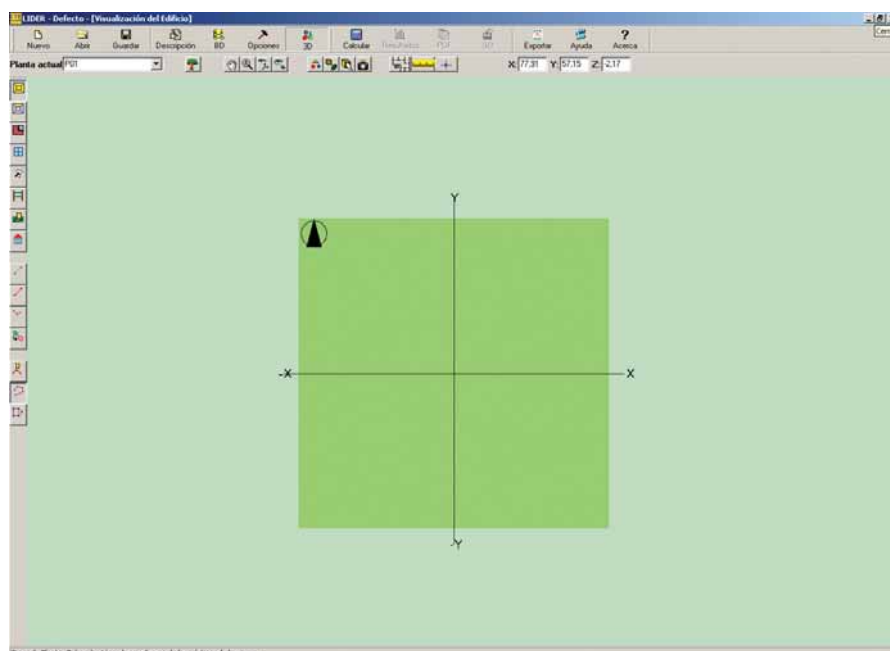 LIDER - Defecto - [Visualización del Edificio]
Nuevo Abrir Guardar Descripción BD Opciones 3D Calcular Resultados PDF Exportar Ayuda Acerca
Planta actual P01 X: 77,31 Y: 57,15 Z: -2,17
Y
-X X
-Y